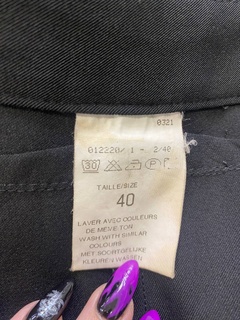 0321
012220/ 1 - 2/40
30 P
TAILLE/SIZE
40
LAVER AVEC COULEURS
DE MEME TON
WASH WITH SIMILAR
COLOURS
MET SOORTGELIJKE
KLEUREN WASSEN